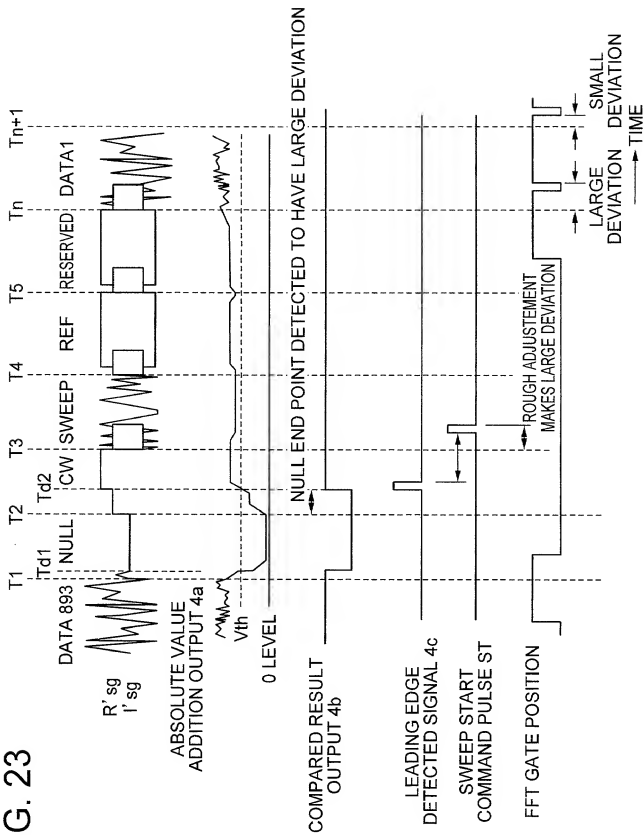 G. 23
T1
Td1
T2
Td2
T3
T4
T5
Tn
Tn+1
DATA 893
NULL
CW
SWEEP
REF
RESERVED
DATA1
R' sg
I' sg
ABSOLUTE VALUE
ADDITION OUTPUT 4a
Vth
0 LEVEL
NULL END POINT DETECTED TO HAVE LARGE DEVIATION
COMPARED RESULT
OUTPUT 4b
LEADING EDGE
DETECTED SIGNAL 4c
SWEEP START
COMMAND PULSE ST
ROUGH ADJUSTEMENT
MAKES LARGE DEVIATION
FFT GATE POSITION
LARGE
DEVIATION
SMALL
DEVIATION
TIME